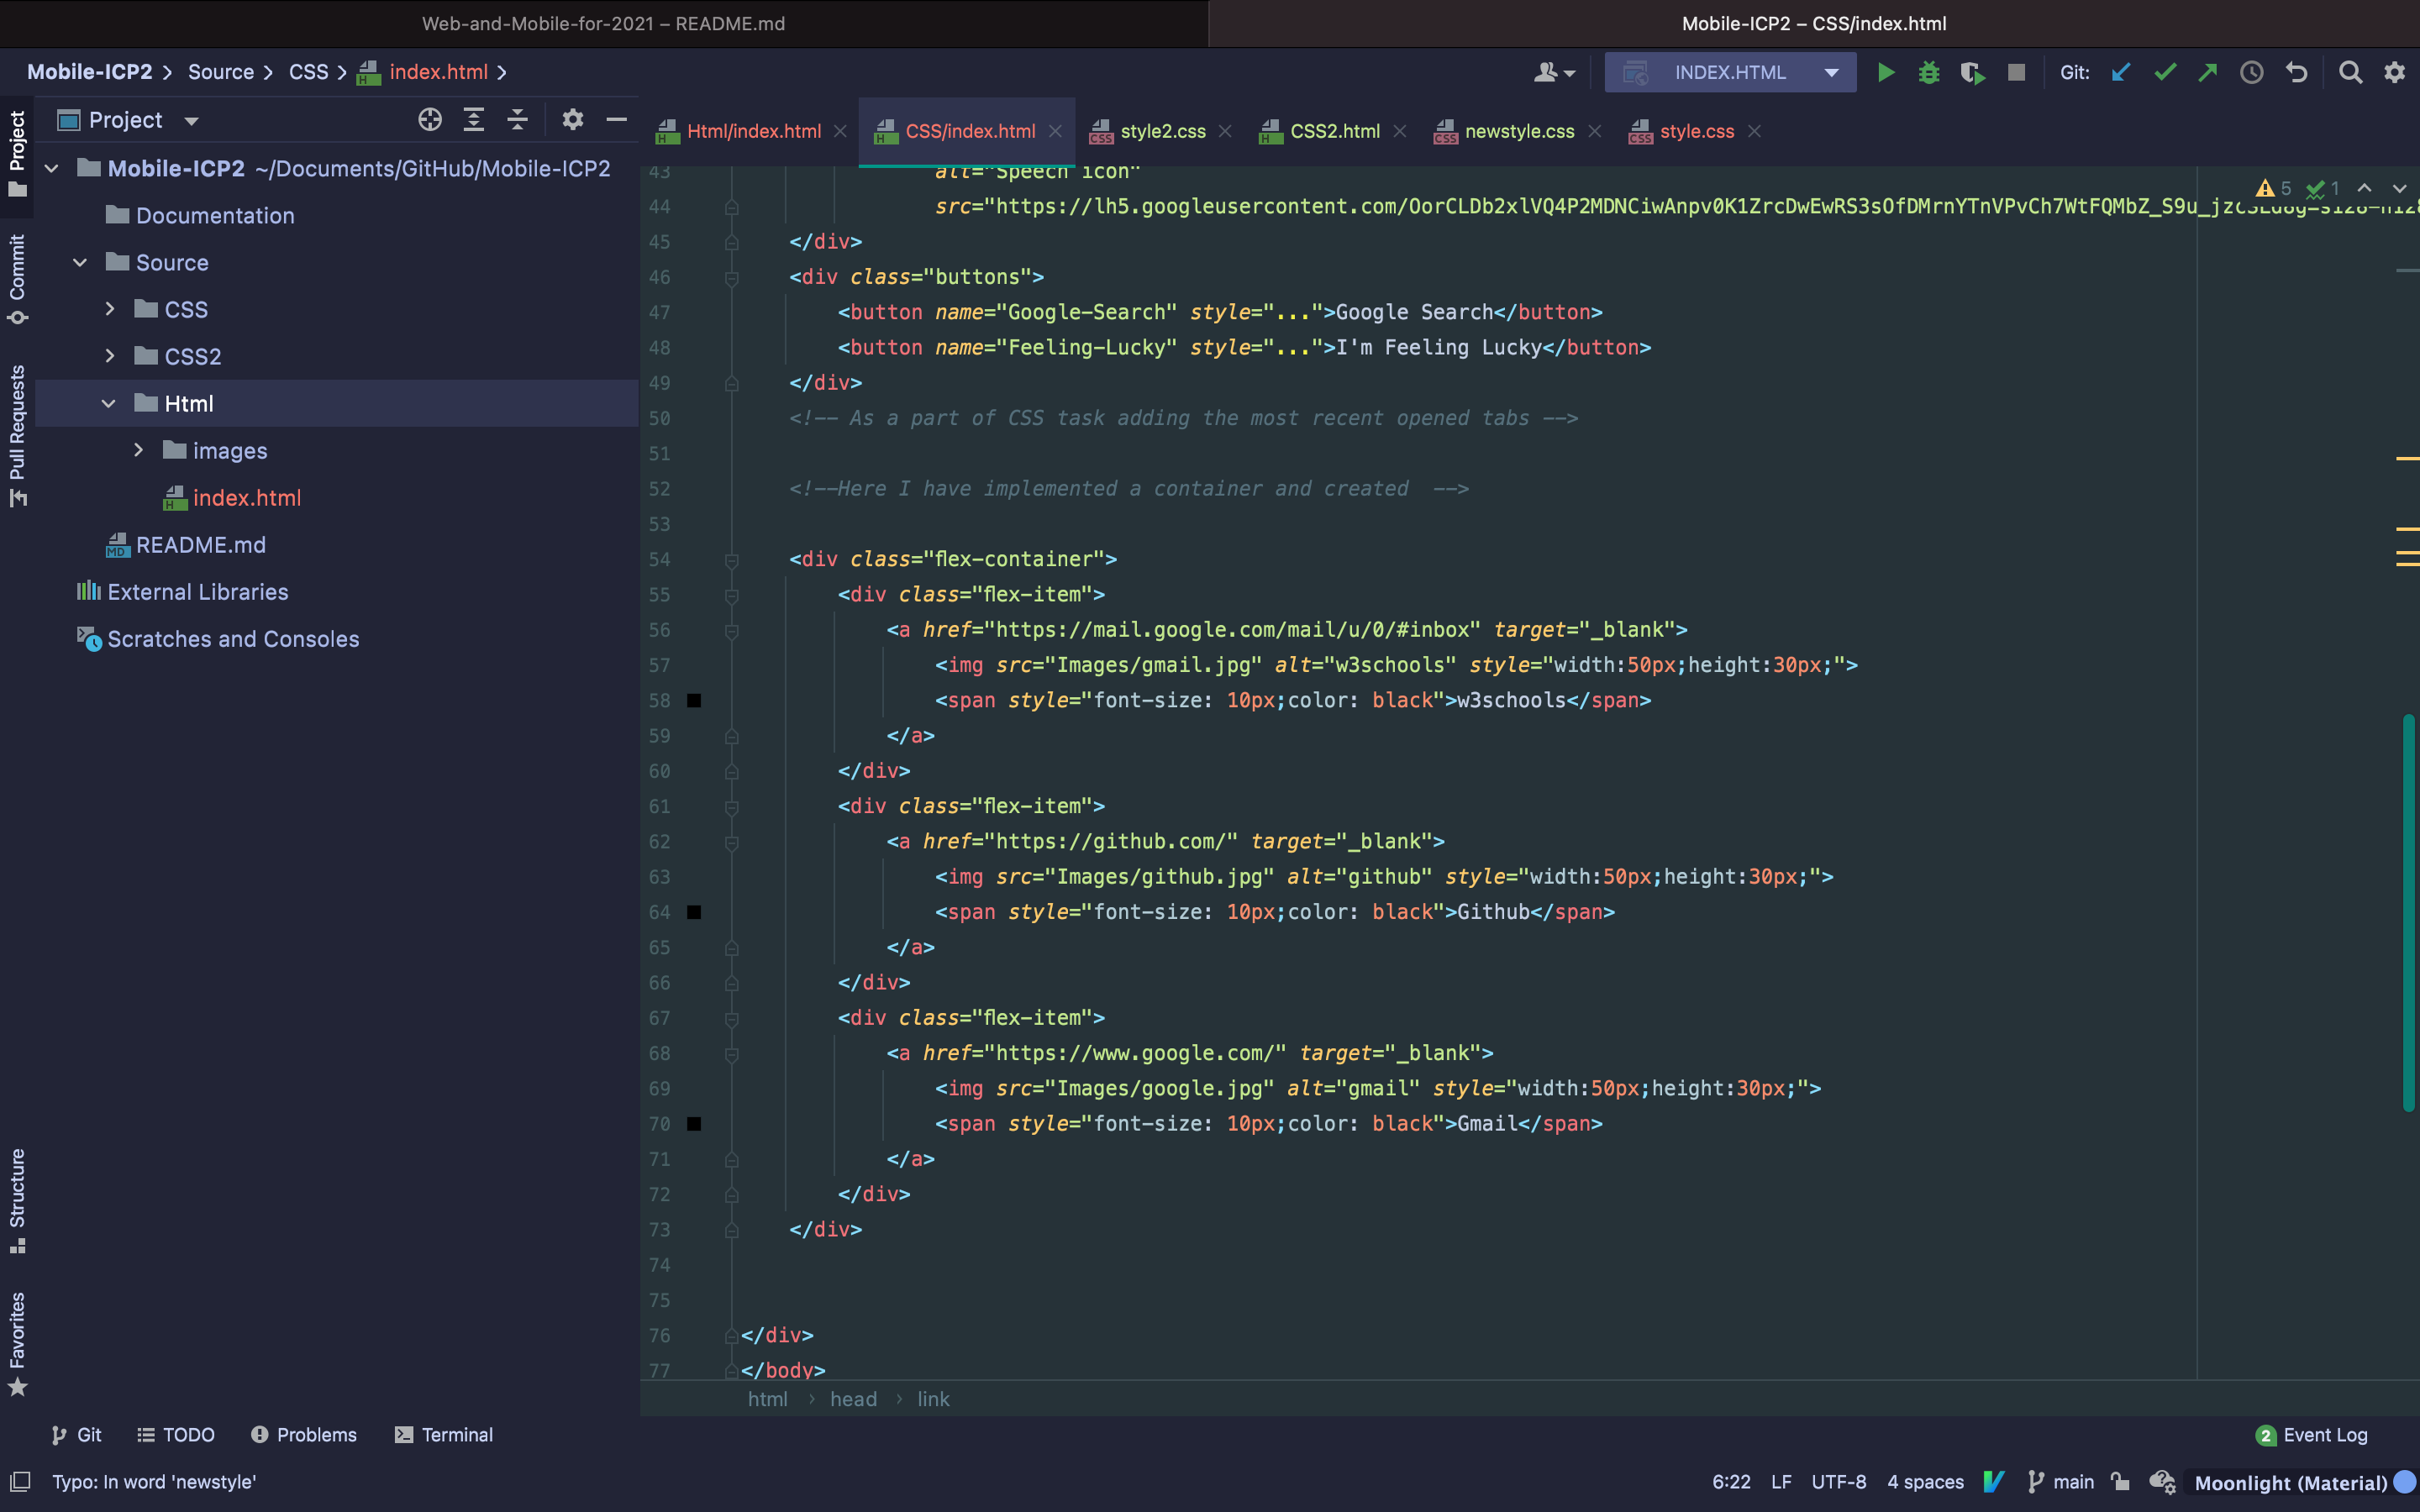 Web-and-Mobile-for-2021 – README.md
Mobile-ICP2 – CSS/index.html
Mobile-ICP2 Source CSS index.html
INDEX.HTML
Git:
Project
Html/index.html
CSS/index.html
style2.css
CSS2.html
newstyle.css
style.css
Project
Commit
Pull Requests
Structure
Favorites
Mobile-ICP2 ~/Documents/GitHub/Mobile-ICP2
Documentation
Source
CSS
CSS2
Html
images
index.html
README.md
External Libraries
Scratches and Consoles
5 1
43 alt="Speech icon"
44 src="https://lh5.googleusercontent.com/OorCLDb2xlVQ4P2MDNCiwAnpv0K1ZrcDwEwRS3sOfDMrnYTnVPvCh7WtFQMbZ_S9u_
45 </div>
46 <div class="buttons">
47 <button name="Google-Search" style="...">Google Search</button>
48 <button name="Feeling-Lucky" style="...">I'm Feeling Lucky</button>
49 </div>
50 <!-- As a part of CSS task adding the most recent opened tabs -->
51
52 <!--Here I have implemented a container and created  -->
53
54 <div class="flex-container">
55 <div class="flex-item">
56 <a href="https://mail.google.com/mail/u/0/#inbox" target="_blank">
57 <img src="Images/gmail.jpg" alt="w3schools" style="width:50px;height:30px;">
58 <span style="font-size: 10px;color: black">w3schools</span>
59 </a>
60 </div>
61 <div class="flex-item">
62 <a href="https://github.com/" target="_blank">
63 <img src="Images/github.jpg" alt="github" style="width:50px;height:30px;">
64 <span style="font-size: 10px;color: black">Github</span>
65 </a>
66 </div>
67 <div class="flex-item">
68 <a href="https://www.google.com/" target="_blank">
69 <img src="Images/google.jpg" alt="gmail" style="width:50px;height:30px;">
70 <span style="font-size: 10px;color: black">Gmail</span>
71 </a>
72 </div>
73 </div>
74
75
76 </div>
77 </body>
html › head › link
Git
TODO
Problems
Terminal
2 Event Log
Typo: In word 'newstyle'
6:22 LF UTF-8 4 spaces main Moonlight (Material)